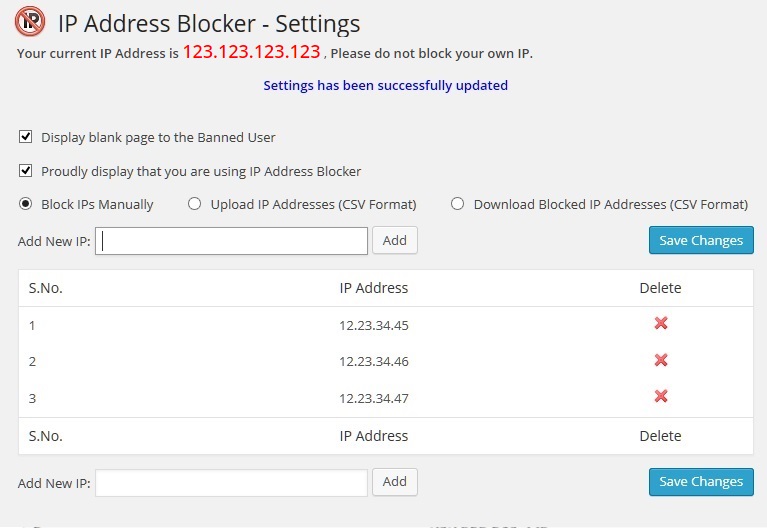 IP
IP Address Blocker - Settings
Your current IP Address is 123.123.123.123 , Please do not block your own IP.
Settings has been successfully updated
Display blank page to the Banned User
Proudly display that you are using IP Address Blocker
Block IPs Manually Upload IP Addresses (CSV Format) Download Blocked IP Addresses (CSV Format)
Add New IP: Add Save Changes
S.No. IP Address Delete
1 12.23.34.45
2 12.23.34.46
3 12.23.34.47
S.No. IP Address Delete
Add New IP: Add Save Changes